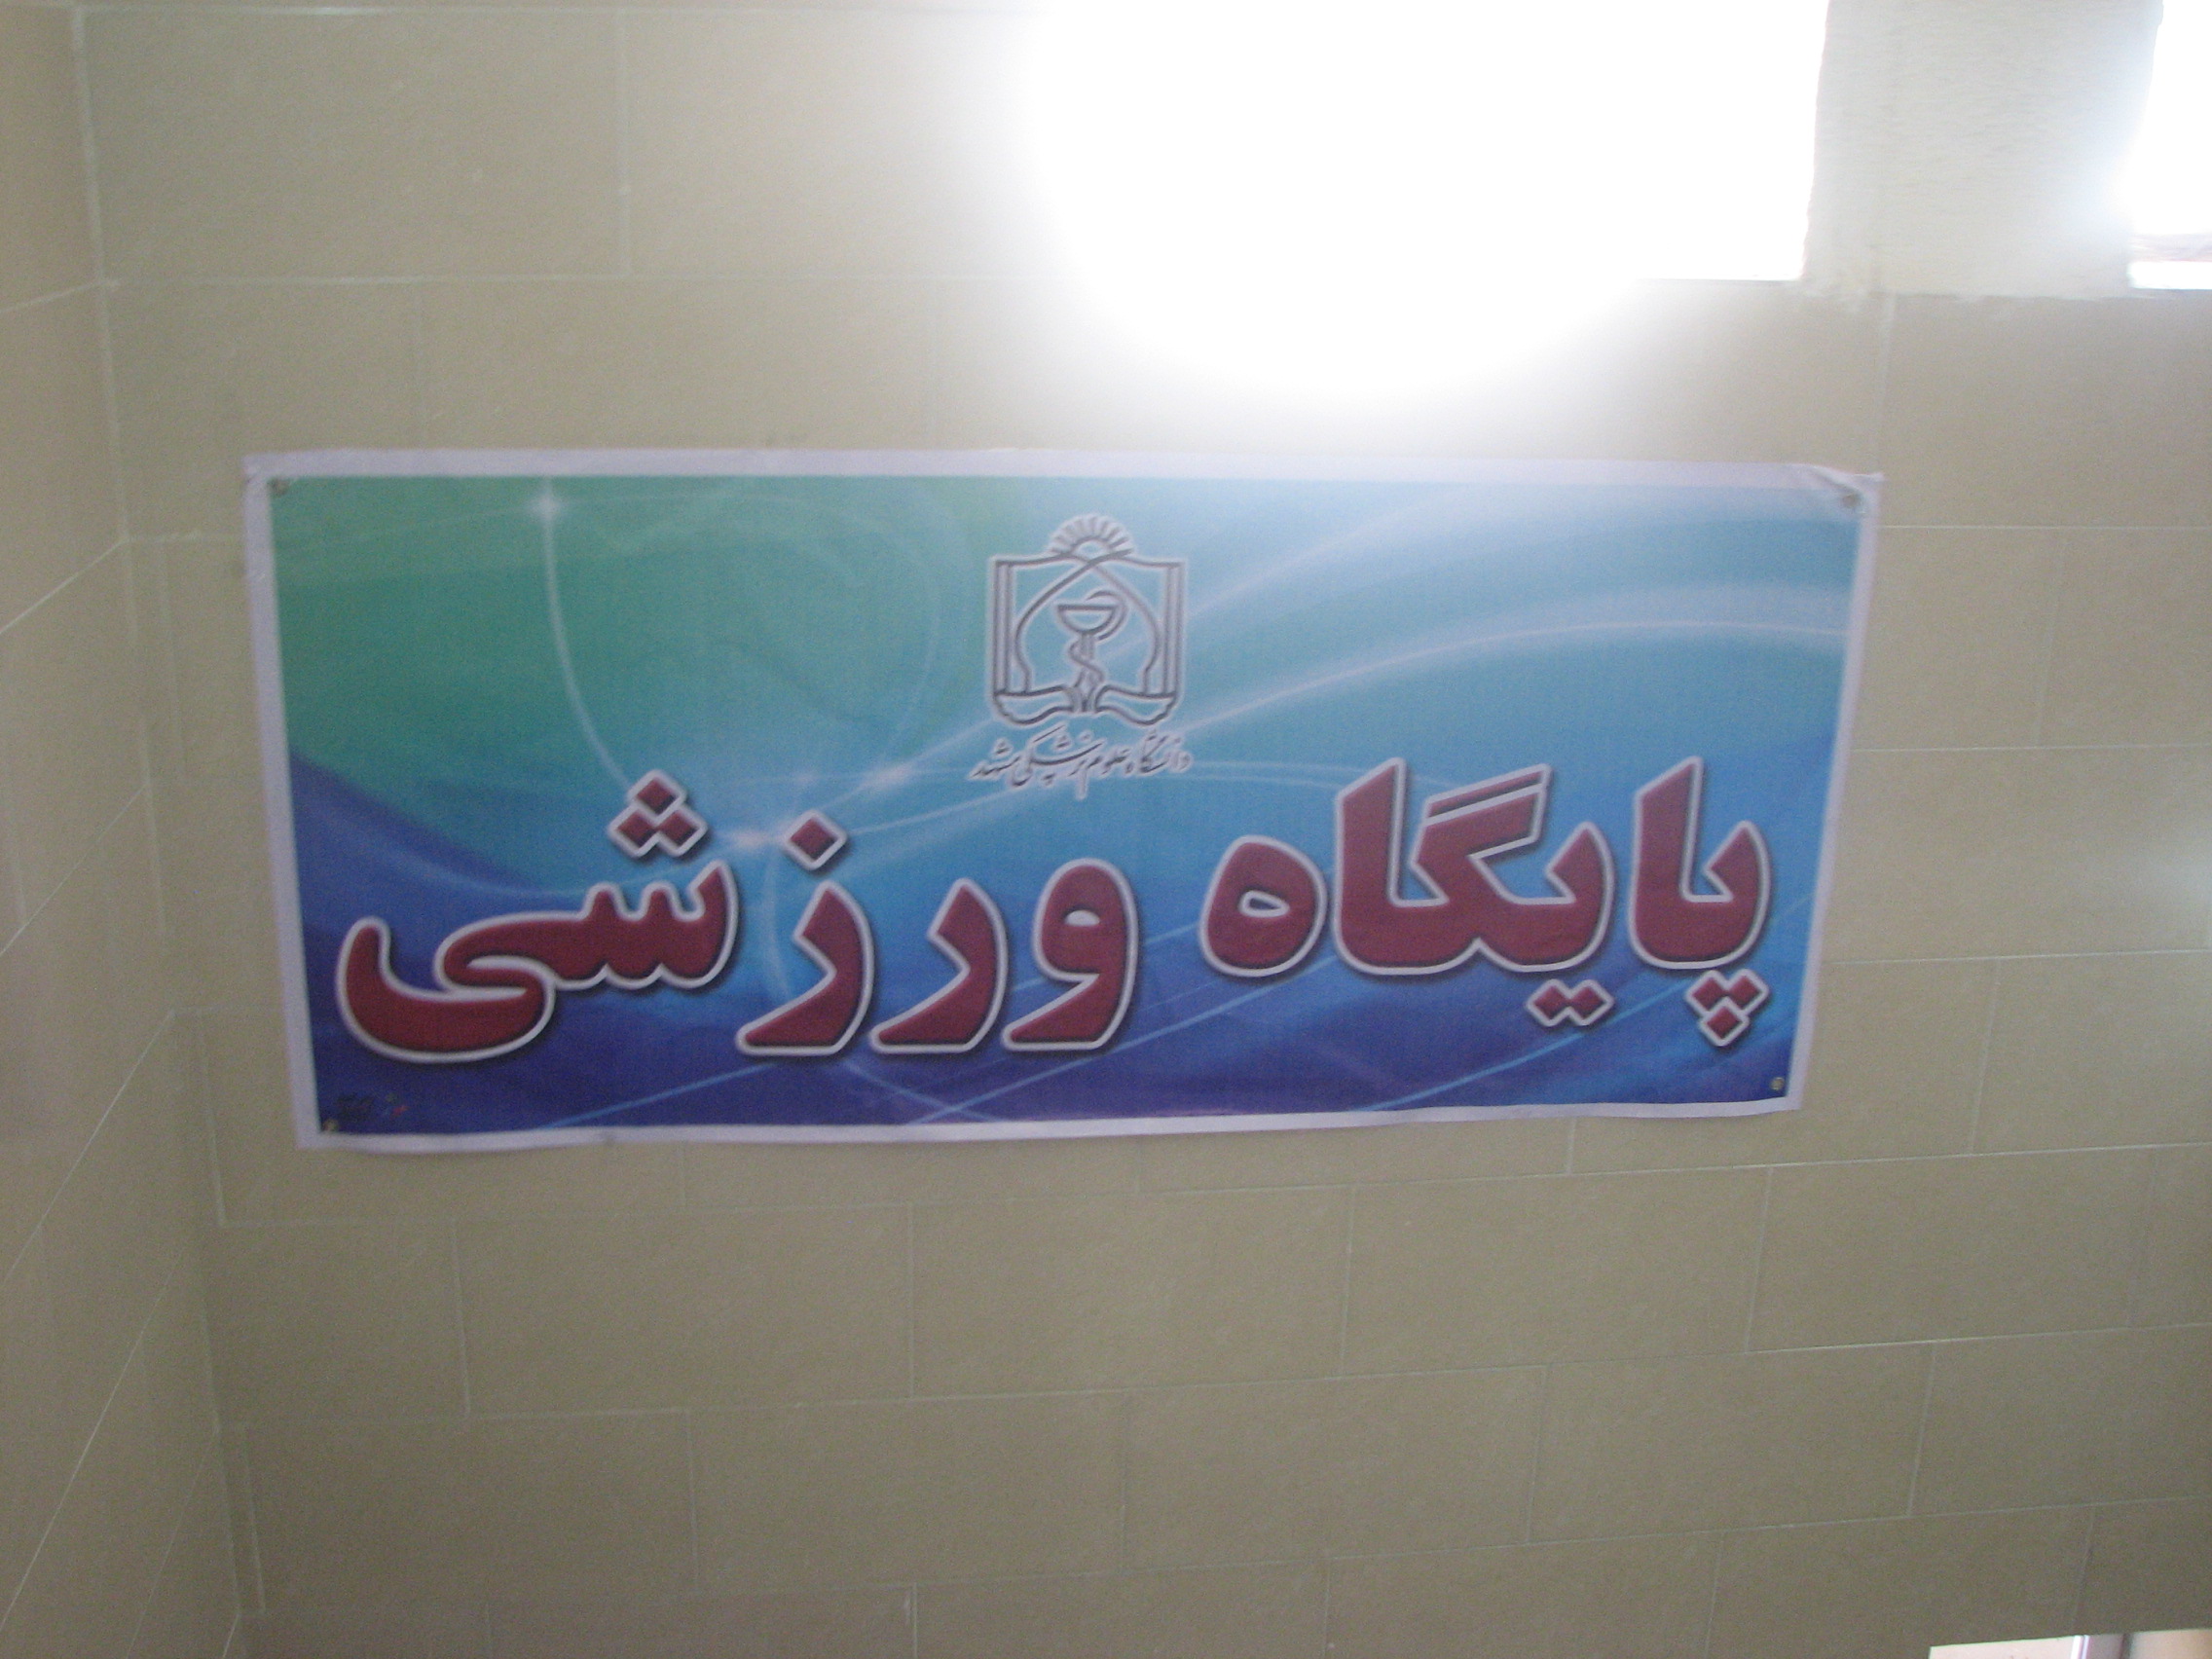 دانشگاه علوم پزشکی مشهد
پایگاه ورزشی